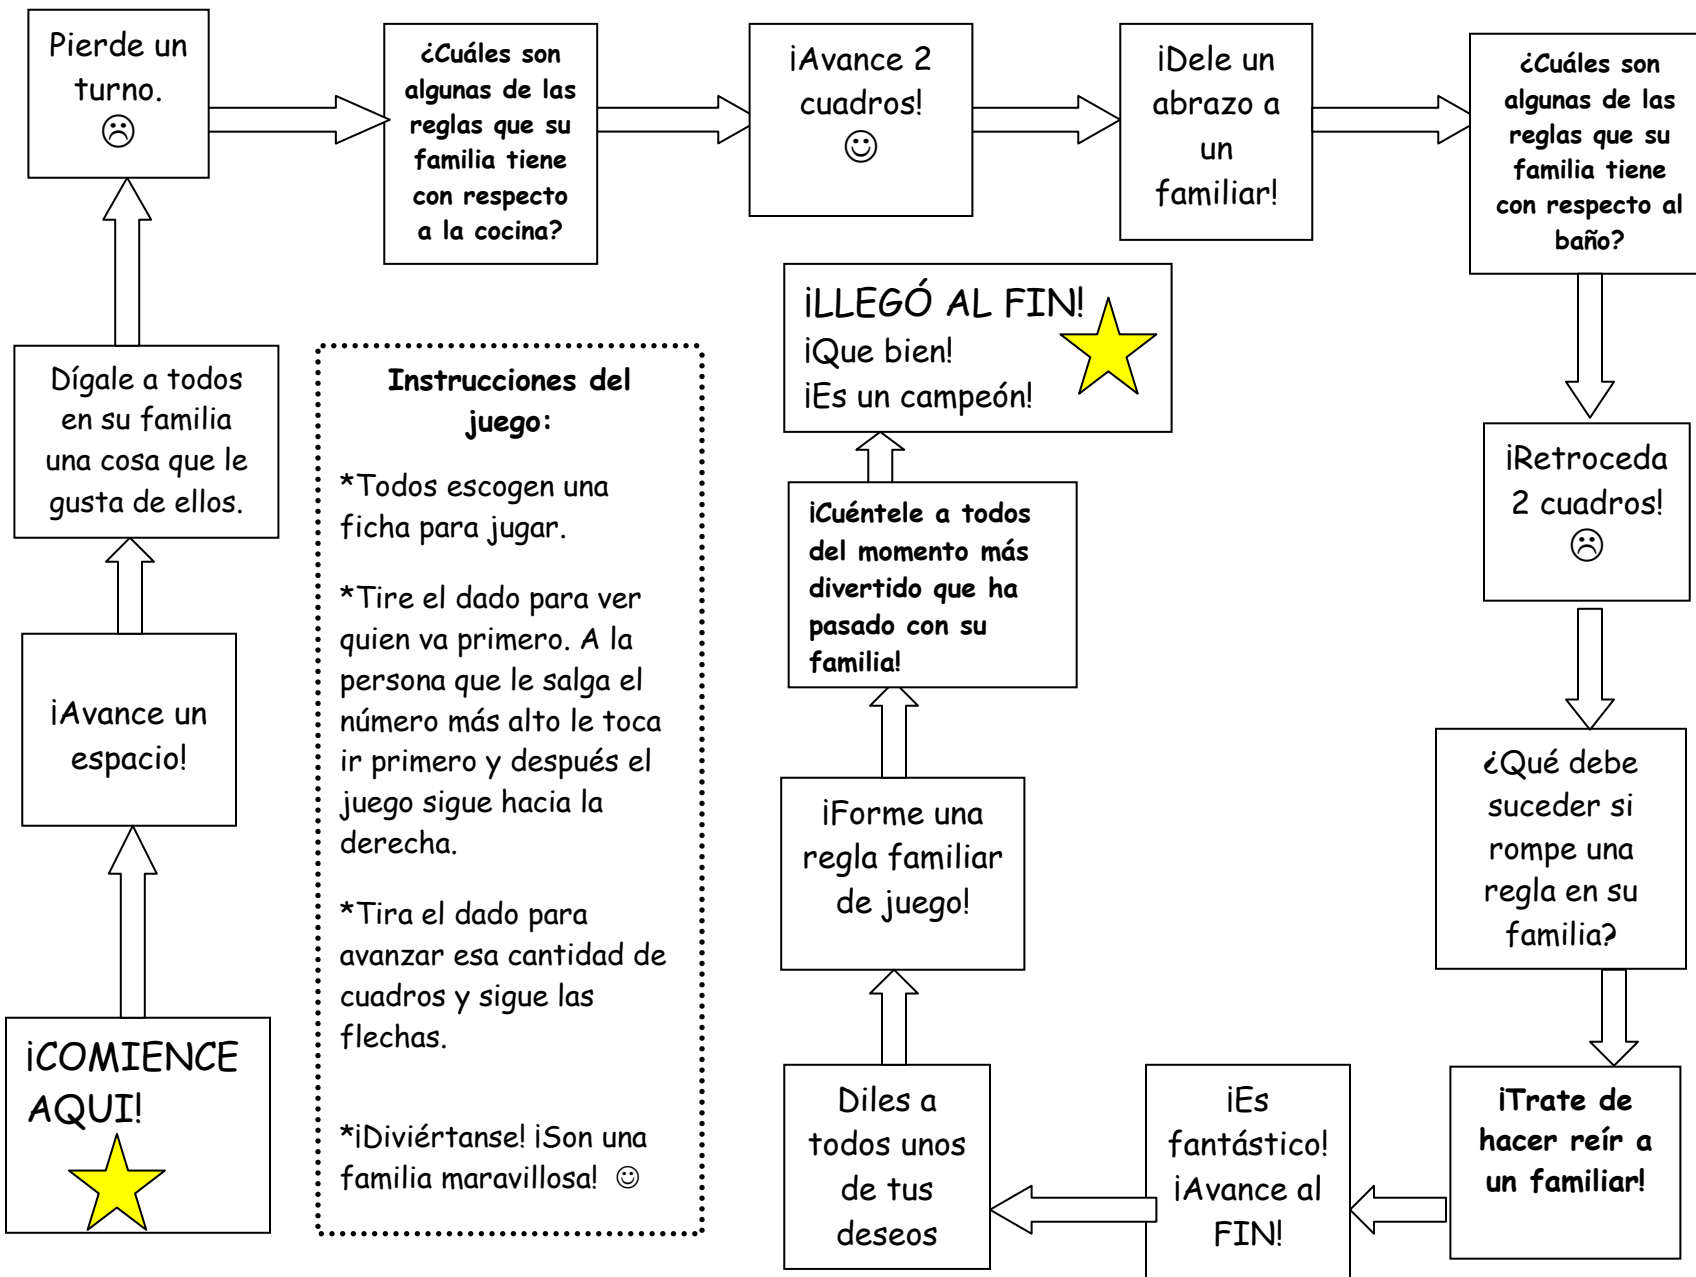 ¡COMIENCE
AQUI!
¡Avance un
espacio!
Dígale a todos
en su familia
una cosa que le
gusta de ellos.
Pierde un
turno.
☹
¿Cuáles son
algunas de las
reglas que su
familia tiene
con respecto
a la cocina?
¡Avance 2
cuadros!
☺
¡Dele un
abrazo a
un
familiar!
¿Cuáles son
algunas de las
reglas que su
familia tiene
con respecto al
baño?
¡Retroceda
2 cuadros!
☹
¿Qué debe
suceder si
rompe una
regla en su
familia?
¡Trate de
hacer reír a
un familiar!
¡Es
fantástico!
¡Avance al
FIN!
Diles a
todos unos
de tus
deseos
¡Forme una
regla familiar
de juego!
¡Cuéntele a todos
del momento más
divertido que ha
pasado con su
familia!
¡LLEGÓ AL FIN!
¡Que bien!
¡Es un campeón!
Instrucciones del
juego:
*Todos escogen una
ficha para jugar.
*Tire el dado para ver
quien va primero. A la
persona que le salga el
número más alto le toca
ir primero y después el
juego sigue hacia la
derecha.
*Tira el dado para
avanzar esa cantidad de
cuadros y sigue las
flechas.
*¡Diviértanse! ¡Son una
familia maravillosa! ☺